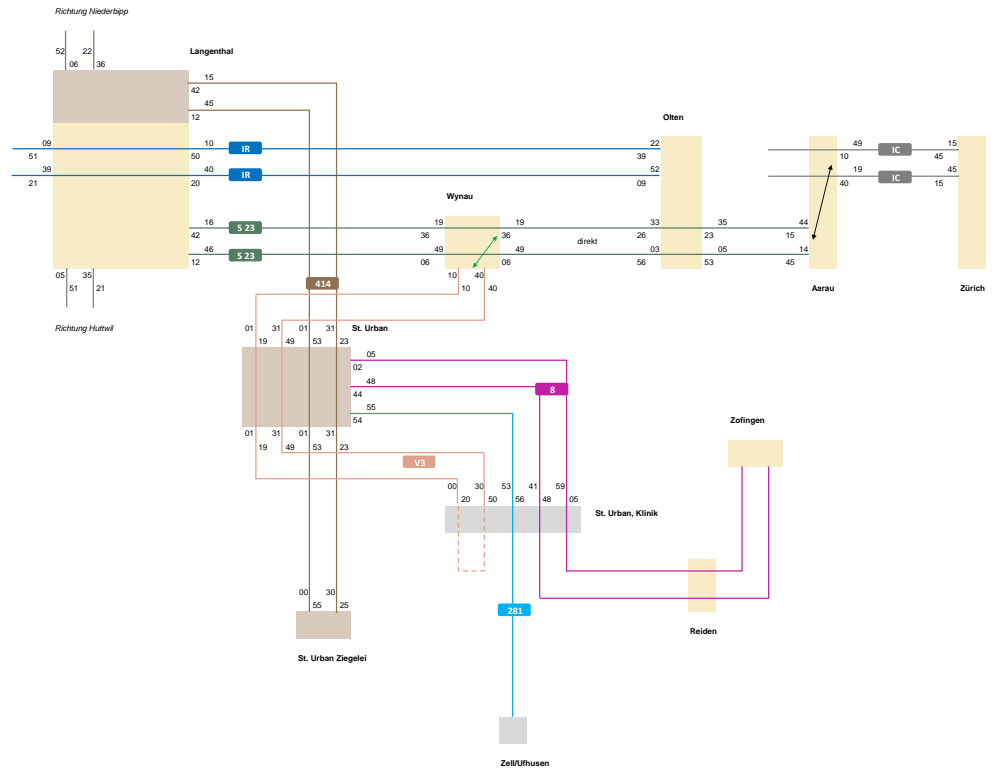 Richtung Niederbipp
52 22
06 36
Langenthal
15
42
45
12
Olten
09 10 IR 22 49 IC 15
51 50 39 10 45
39 40 IR 52 19 IC 45
21 20 09 40 15
Wynau
16 S 23 19 19 33 35 44
42 36 36 direkt 26 23 15
46 S 23 49 49 03 05 14
12 06 06 56 53 45
05 35 10 40
51 21 414 10 40 Aarau Zürich
Richtung Huttwil
01 31 01 31 St. Urban
19 49 53 23
05
02
48
8
44
55
54
Zofingen
01 31 01 31
19 49 53 23
V3
00 30 53 41 59
20 50 56 48 05
St. Urban, Klinik
00 30
55 25
281
Reiden
St. Urban Ziegelei
Zell/Ufhusen